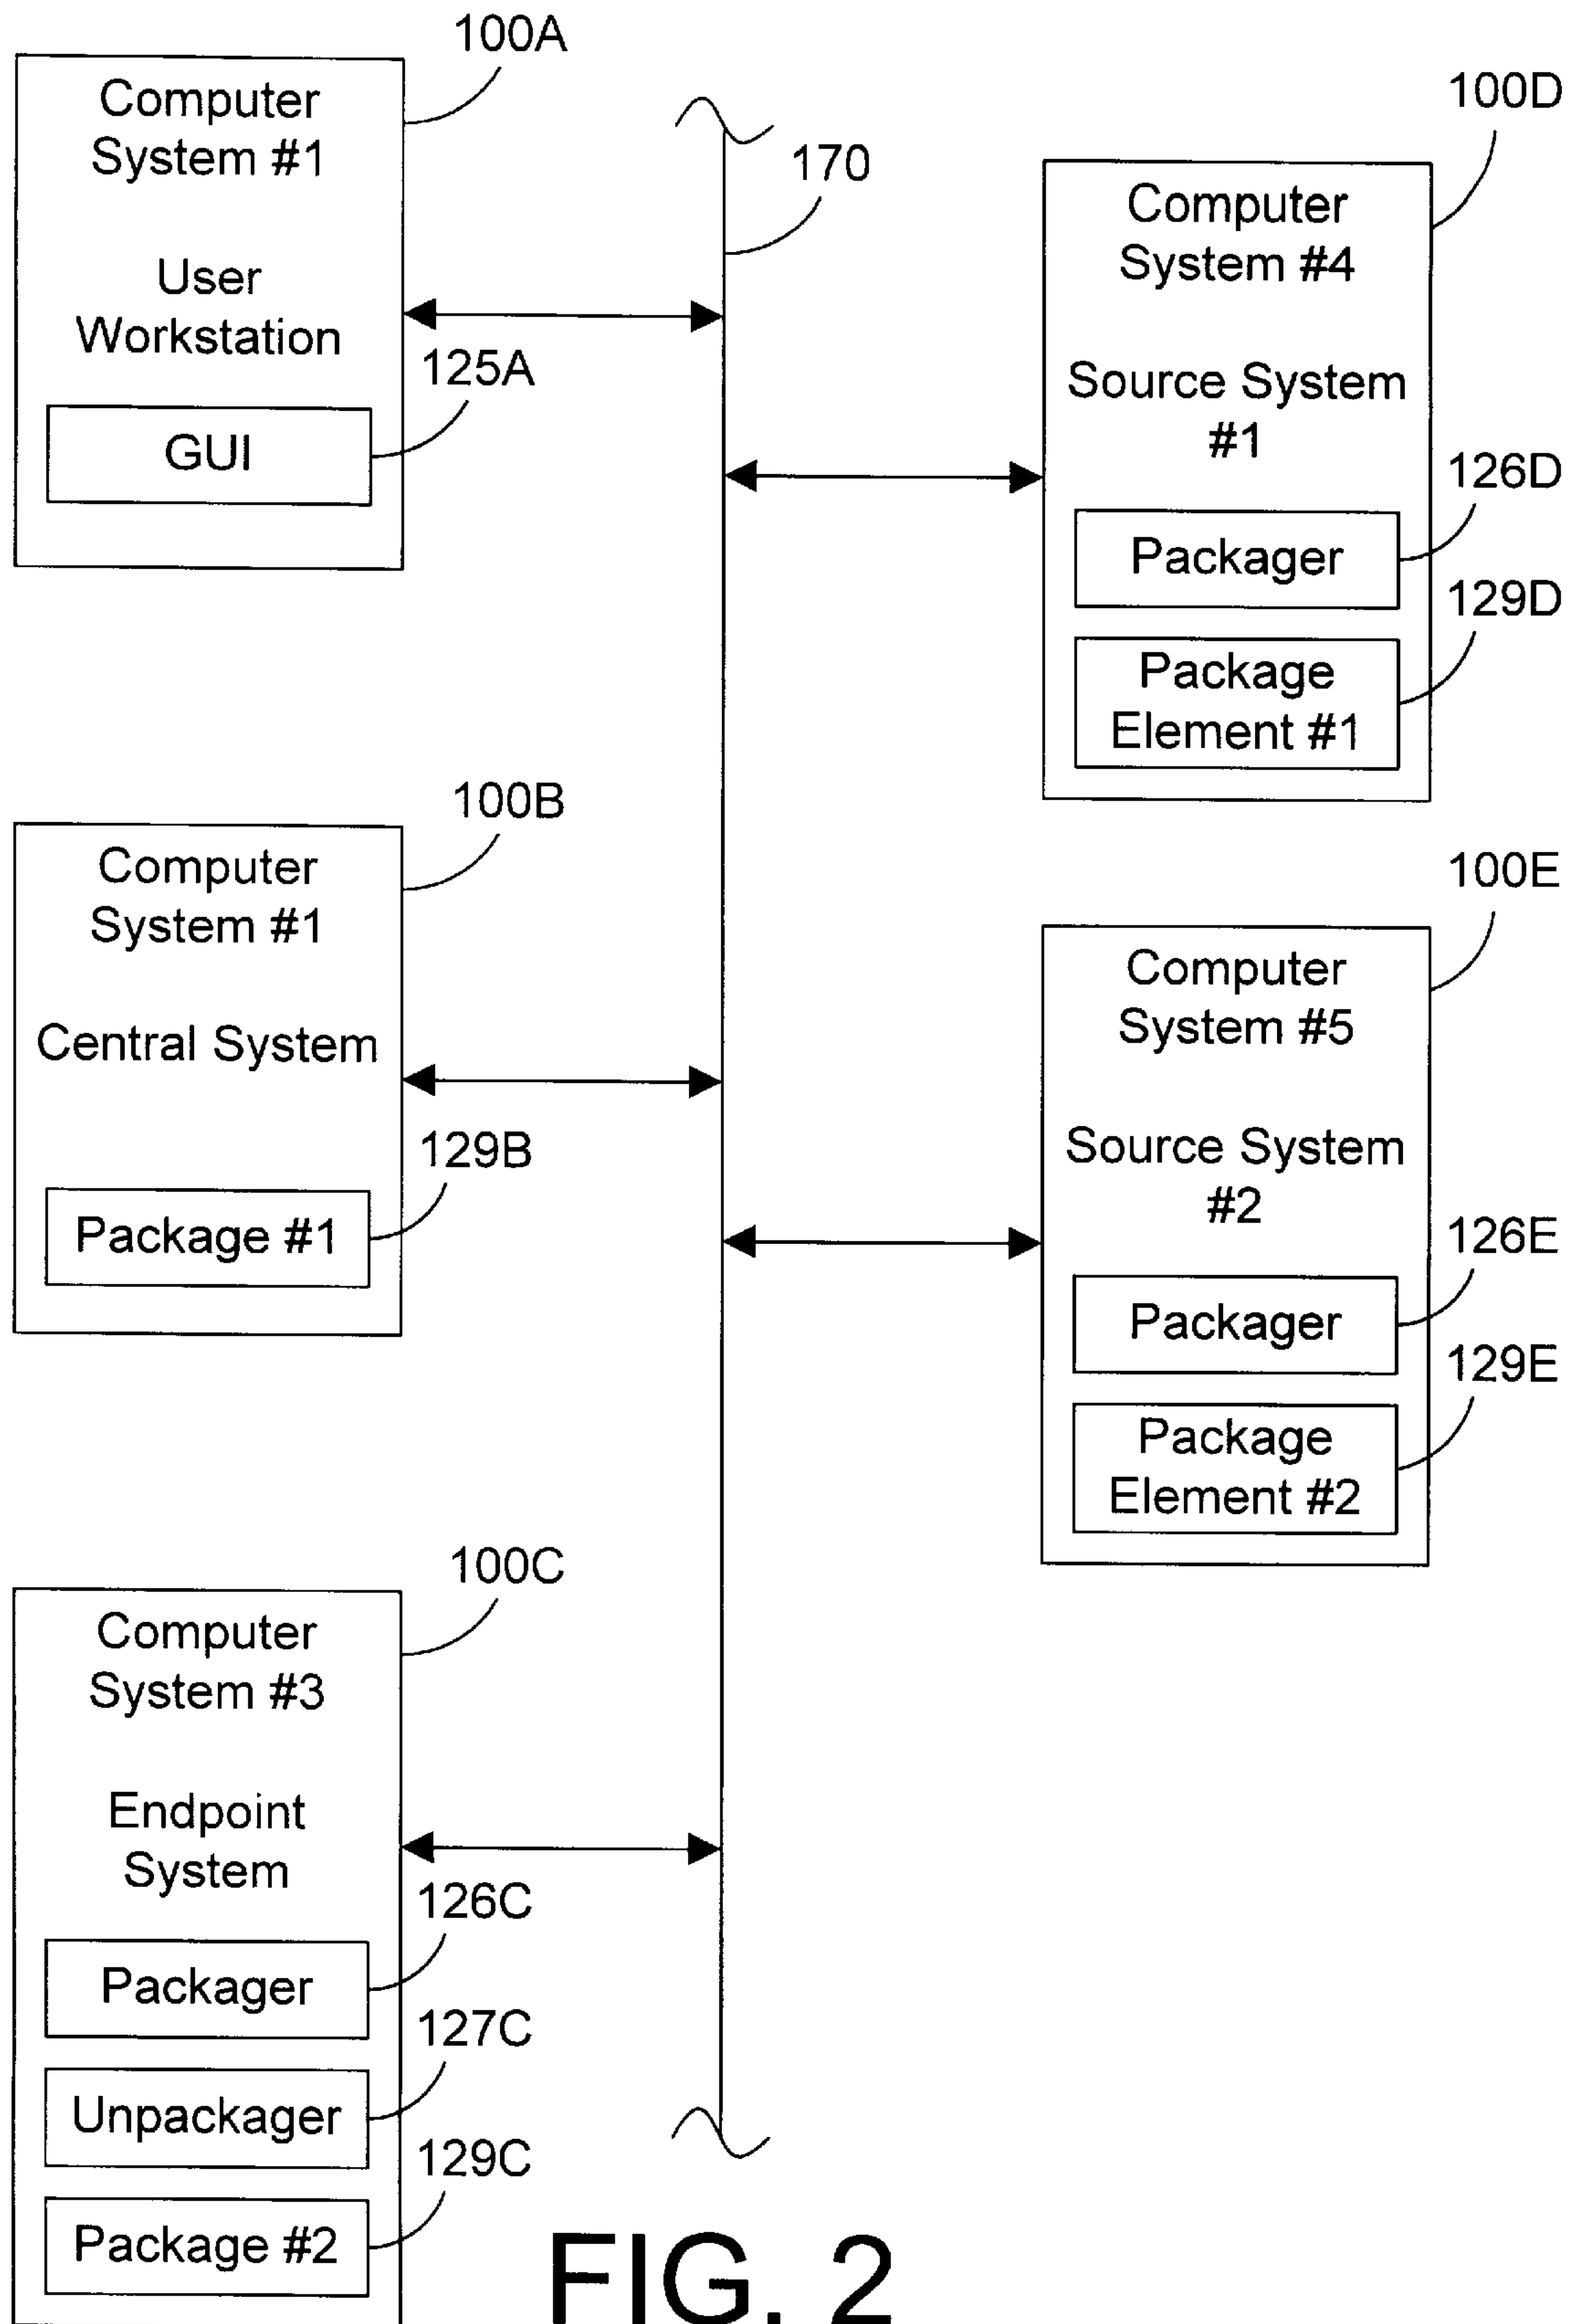 100A
Computer
System #1
User
Workstation
125A
GUI
170
100D
Computer
System #4
Source System
#1
126D
Packager
129D
Package
Element #1
100B
Computer
System #1
Central System
129B
Package #1
100E
Computer
System #5
Source System
#2
126E
Packager
129E
Package
Element #2
100C
Computer
System #3
Endpoint
System
126C
Packager
127C
Unpackager
129C
Package #2
FIG. 2